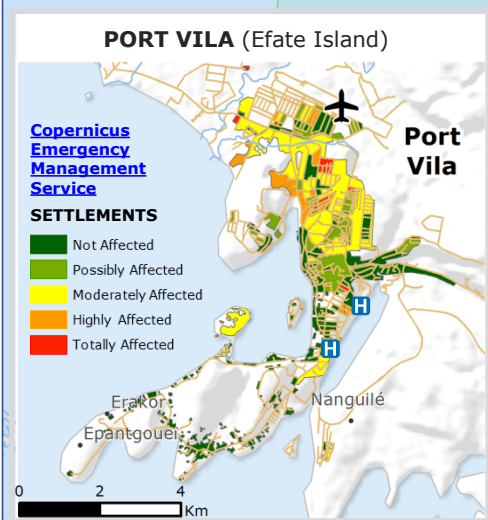 PORT VILA (Efate Island)
Port
Vila
Copernicus
Emergency
Management
Service
SETTLEMENTS
Not Affected
Possibly Affected
Moderately Affected
Highly Affected
Totally Affected
H
H
Erakor
Nanguilé
Epantgouei
0 2 4
Km